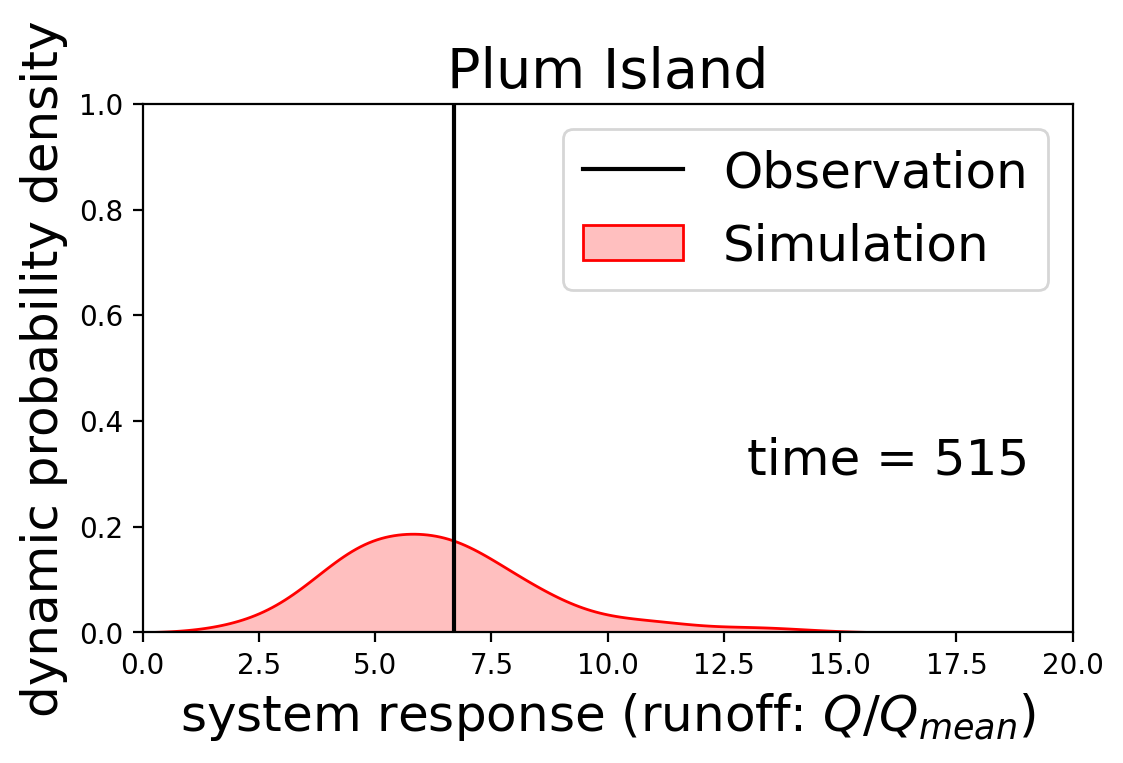 Plum Island
dynamic probability density
1.0
0.8
0.6
0.4
0.2
0.0
Observation
Simulation
time = 515
0.0 2.5 5.0 7.5 10.0 12.5 15.0 17.5 20.0
system response (runoff: Q/Qmean)